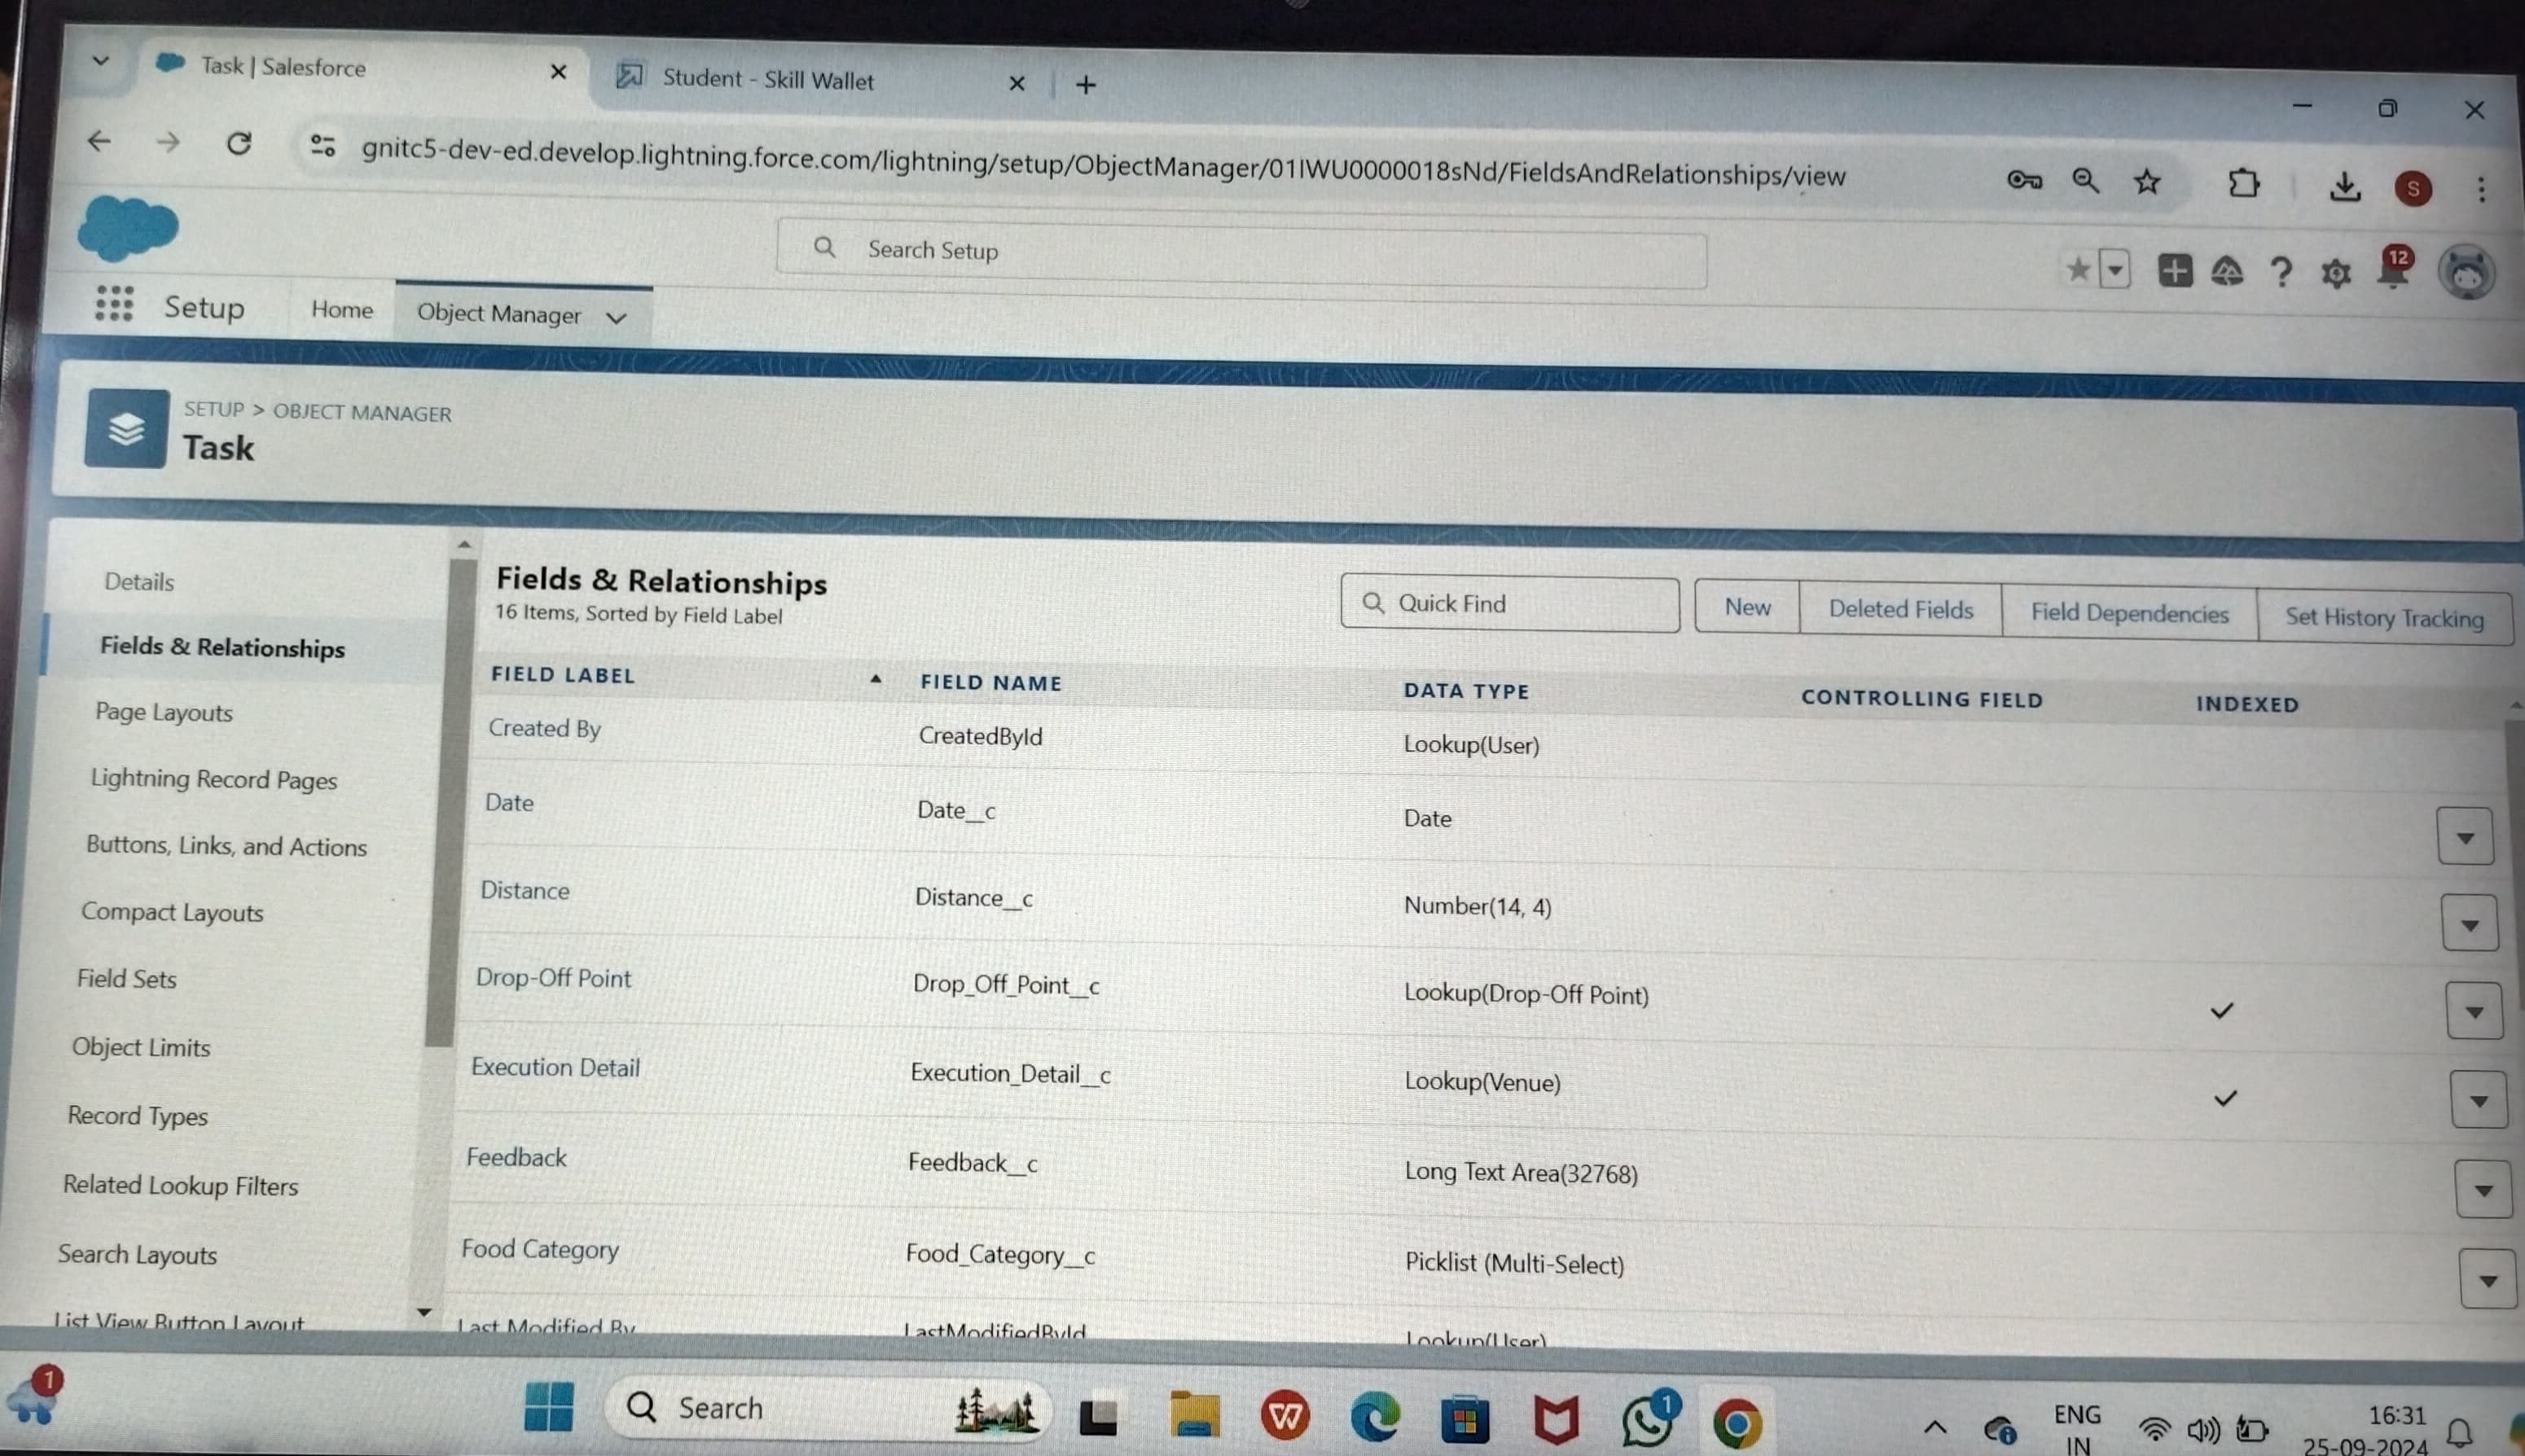 Task | Salesforce
Student - Skill Wallet
gnitc5-dev-ed.develop.lightning.force.com/lightning/setup/ObjectManager/01IWU0000018sNd/FieldsAndRelationships/view
S
Search Setup
12
Setup
Home
Object Manager
SETUP > OBJECT MANAGER
Task
Details
Fields & Relationships
Page Layouts
Lightning Record Pages
Buttons, Links, and Actions
Compact Layouts
Field Sets
Object Limits
Record Types
Related Lookup Filters
Search Layouts
List View Button Layout
Fields & Relationships
16 Items, Sorted by Field Label
Quick Find
New
Deleted Fields
Field Dependencies
Set History Tracking
FIELD LABEL FIELD NAME DATA TYPE CONTROLLING FIELD INDEXED
Created By CreatedById Lookup(User)
Date Date__c Date
Distance Distance__c Number(14, 4)
Drop-Off Point Drop_Off_Point__c Lookup(Drop-Off Point)
Execution Detail Execution_Detail__c Lookup(Venue)
Feedback Feedback__c Long Text Area(32768)
Food Category Food_Category__c Picklist (Multi-Select)
Last Modified By LastModifiedById Lookup(User)
1
Search
W
1
ENG
IN
16:31
25-09-2024